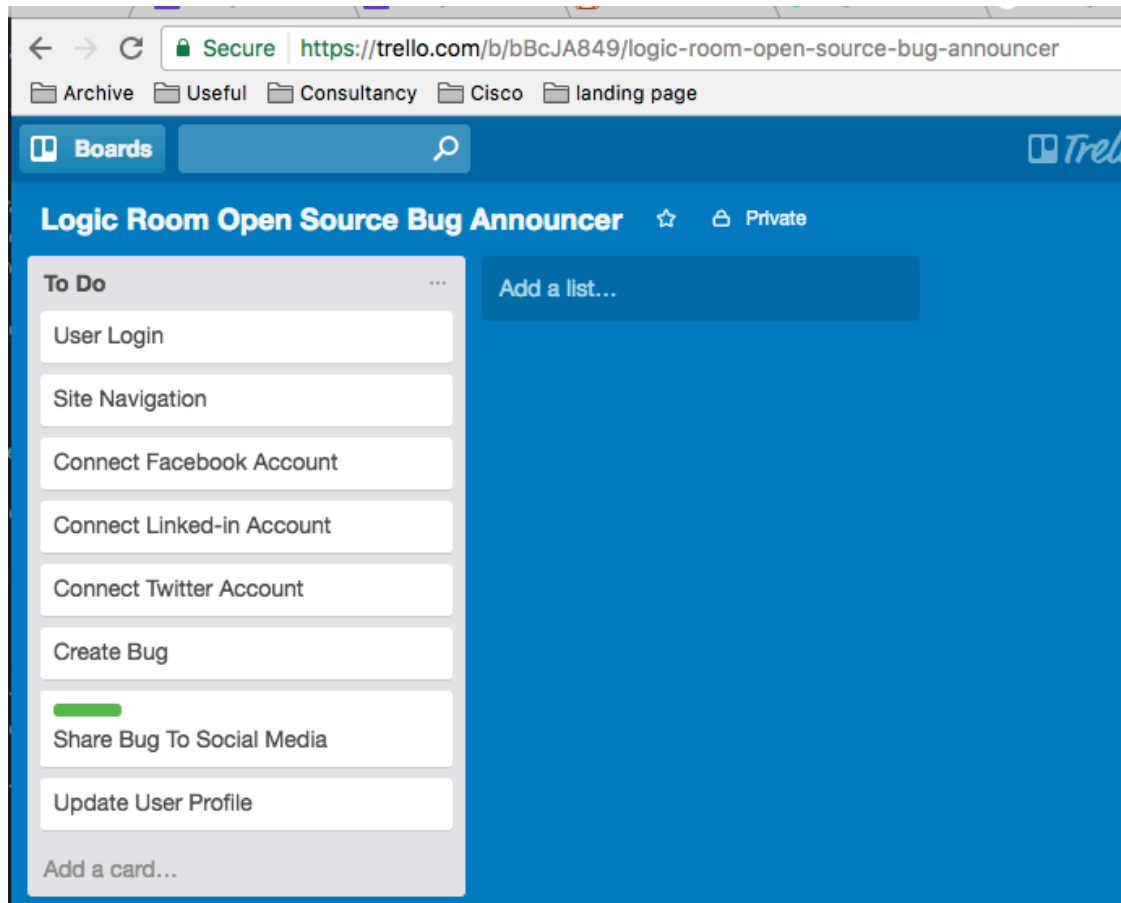 Secure https://trello.com/b/bBcJA849/logic-room-open-source-bug-announcer
Archive Useful Consultancy Cisco landing page
Boards
Logic Room Open Source Bug Announcer Private
To Do ... Add a list...
User Login
Site Navigation
Connect Facebook Account
Connect Linked-in Account
Connect Twitter Account
Create Bug
Share Bug To Social Media
Update User Profile
Add a card...